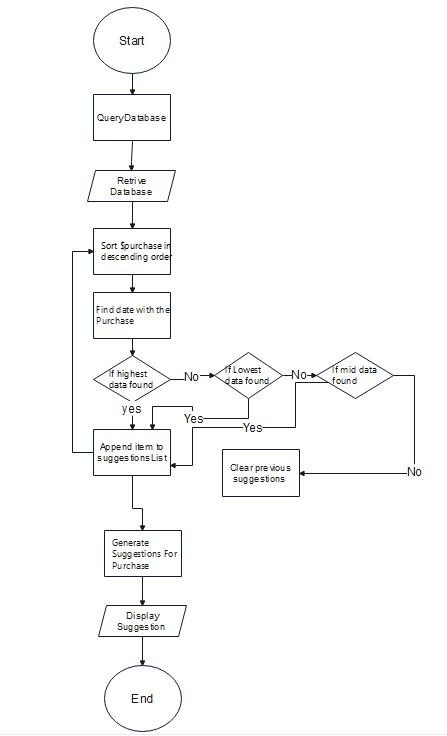 Start
QueryDatabase
Retrive
Database
Sort $purchase in
descending order
Find date with the
Purchase
If highest
data found
No
If Lowest
data found
No
If mid data
found
yes
Yes
Yes
Append item to
suggestionsList
Clear previous
suggestions
No
Generate
Suggestions For
Purchase
Display
Suggestion
End